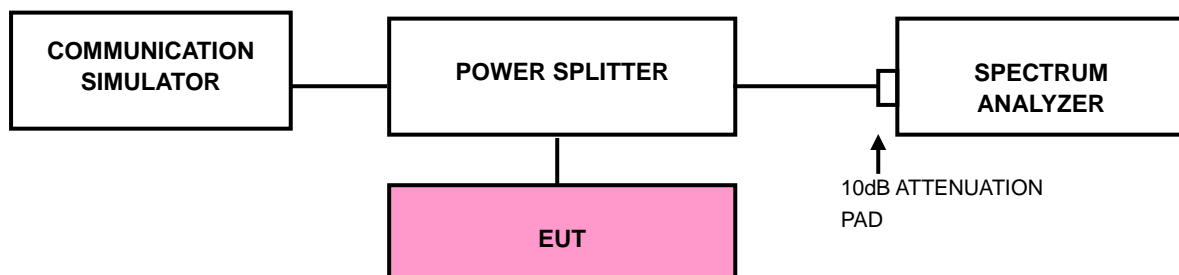 COMMUNICATION
SIMULATOR
POWER SPLITTER
SPECTRUM
ANALYZER
10dB ATTENUATION
PAD
EUT